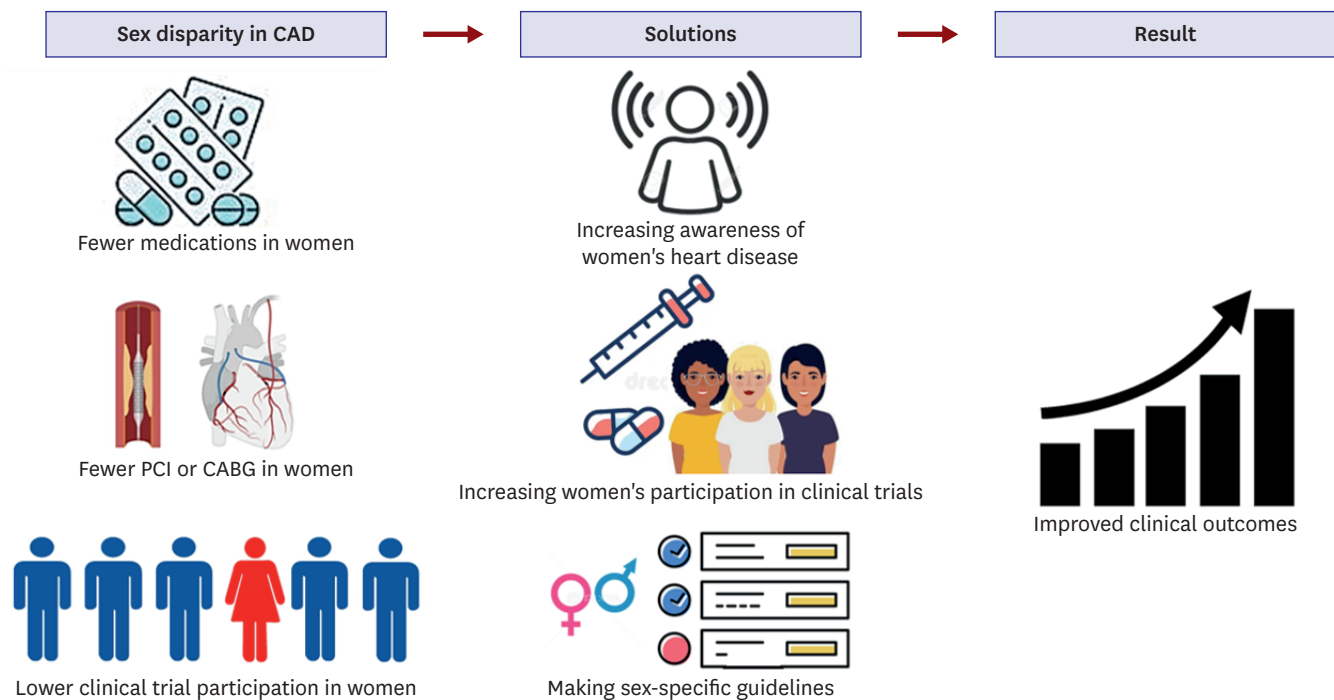 Sex disparity in CAD
Solutions
Result
Fewer medications in women
Fewer PCI or CABG in women
Lower clinical trial participation in women
Increasing awareness of
women's heart disease
Increasing women's participation in clinical trials
Making sex-specific guidelines
Improved clinical outcomes